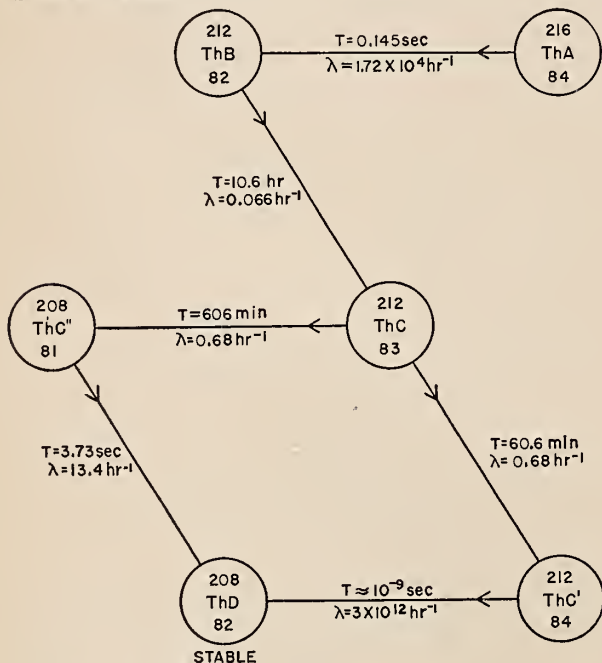 212
ThB
82
T=0.145sec
λ=1.72 X 10⁴hr⁻¹
216
ThA
84
T=10.6 hr
λ=0.066hr⁻¹
208
ThC"
81
T=606 min
λ=0.68hr⁻¹
212
ThC
83
T=3.73sec
λ=13.4hr⁻¹
T=60.6 min
λ=0.68hr⁻¹
208
ThD
82
T≈10⁻⁹sec
λ=3X10¹²hr⁻¹
212
ThC'
84
STABLE